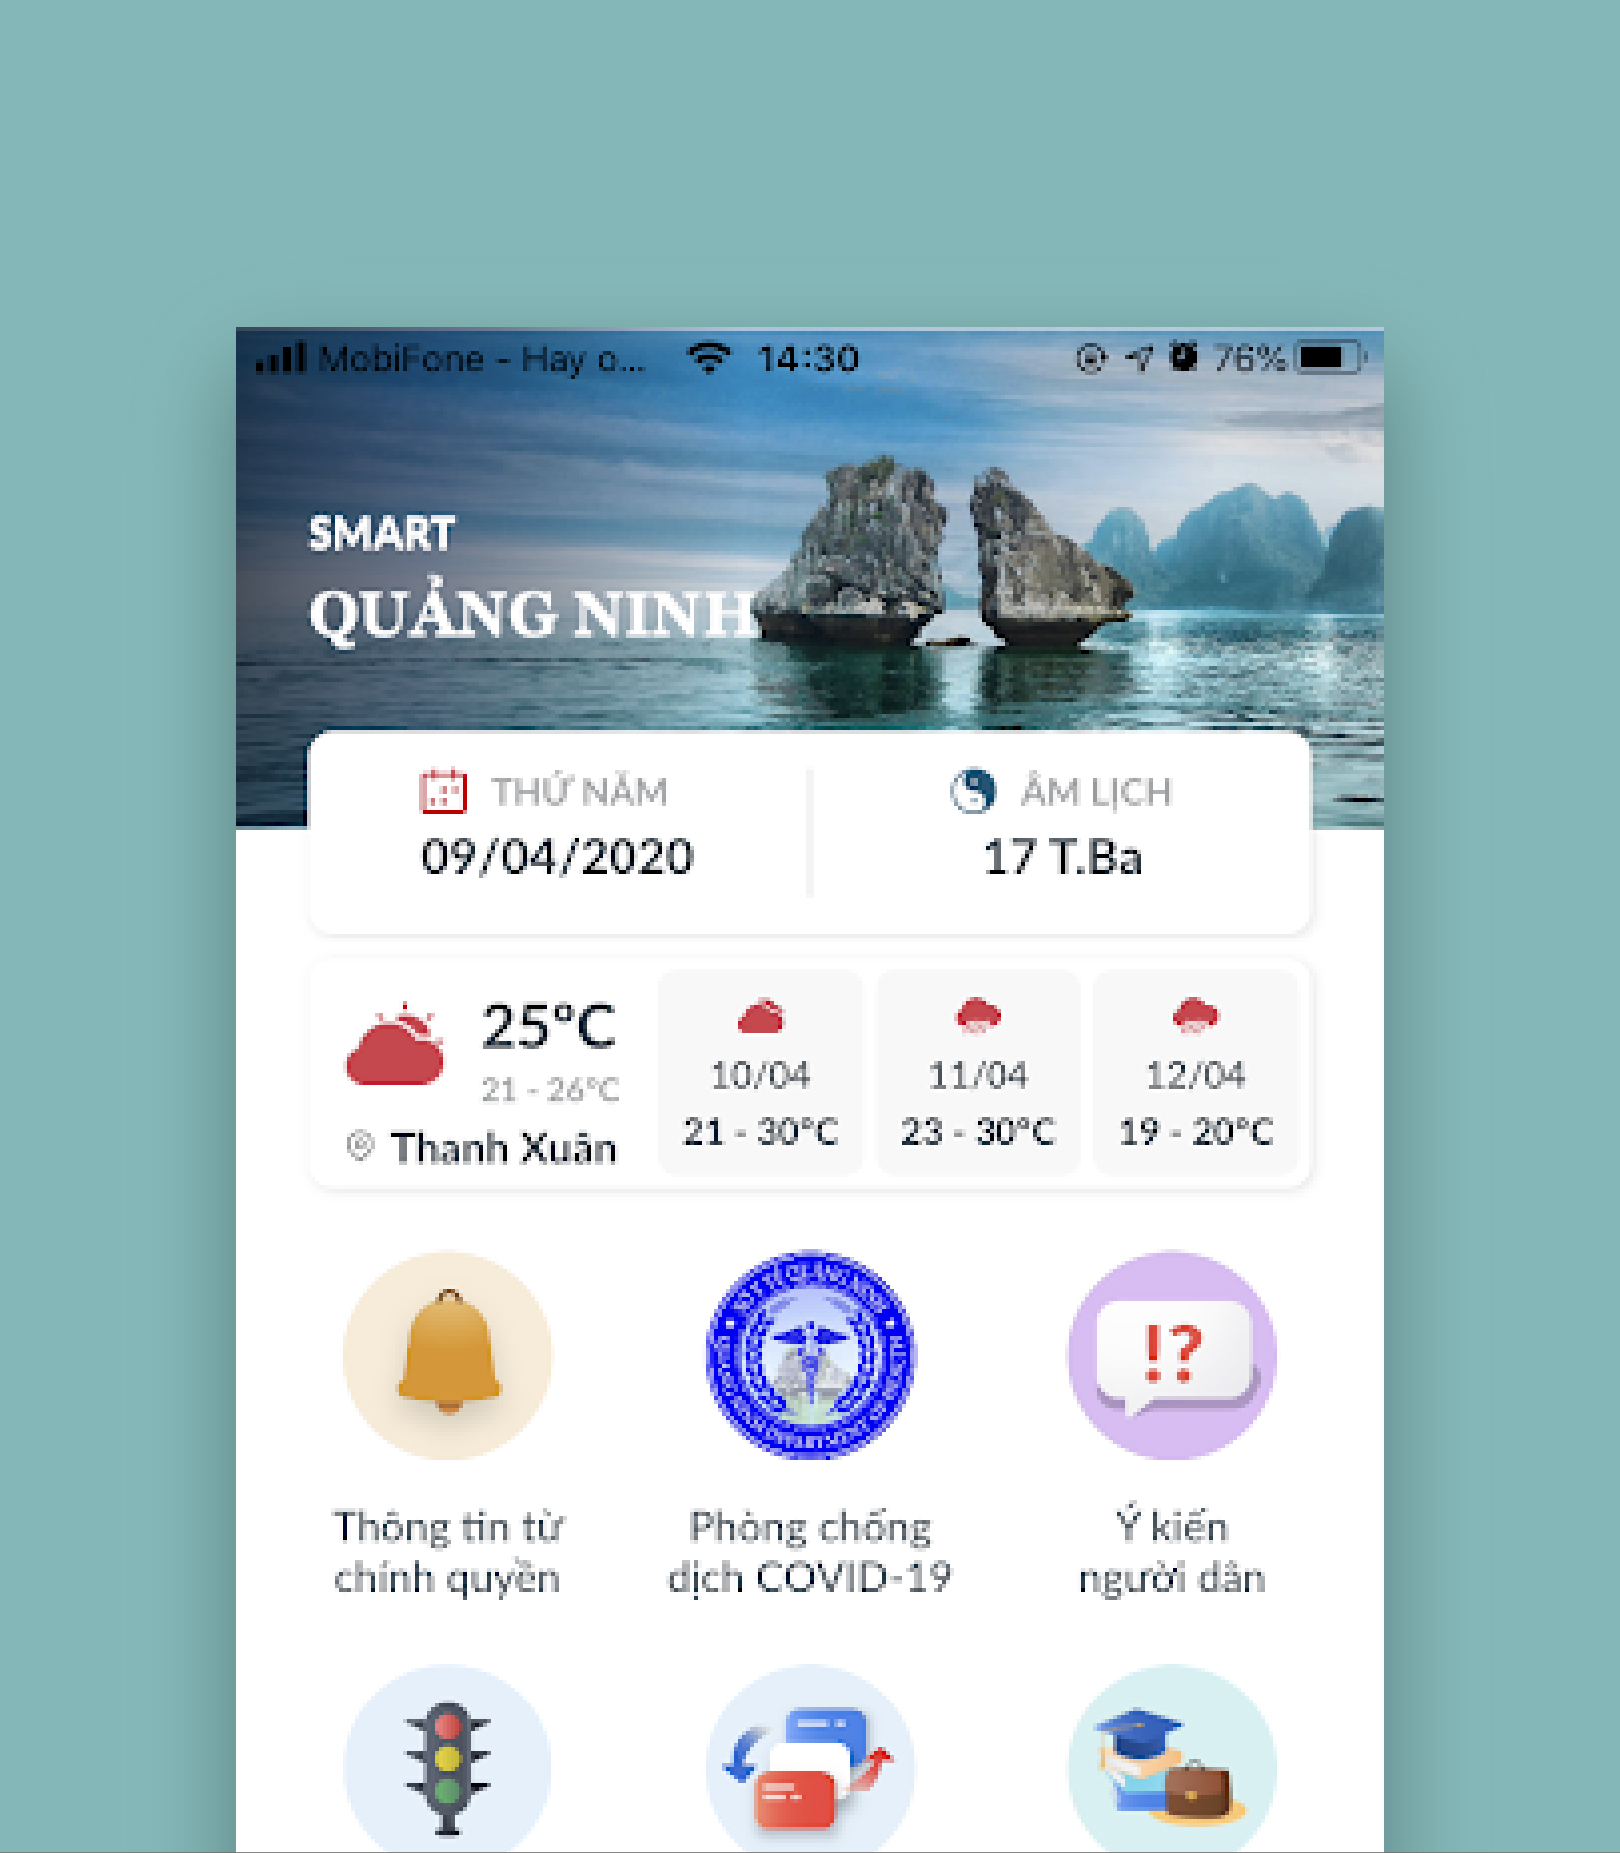 MobiFone - Hay o... 14:30 76%
SMART
QUẢNG NINH
THỨ NĂM
09/04/2020
ÂM LỊCH
17 T.Ba
25°C
21 - 26°C
Thanh Xuân
10/04
21 - 30°C
11/04
23 - 30°C
12/04
19 - 20°C
Thông tin từ
chính quyền
Phòng chống
dịch COVID-19
!?
Ý kiến
người dân